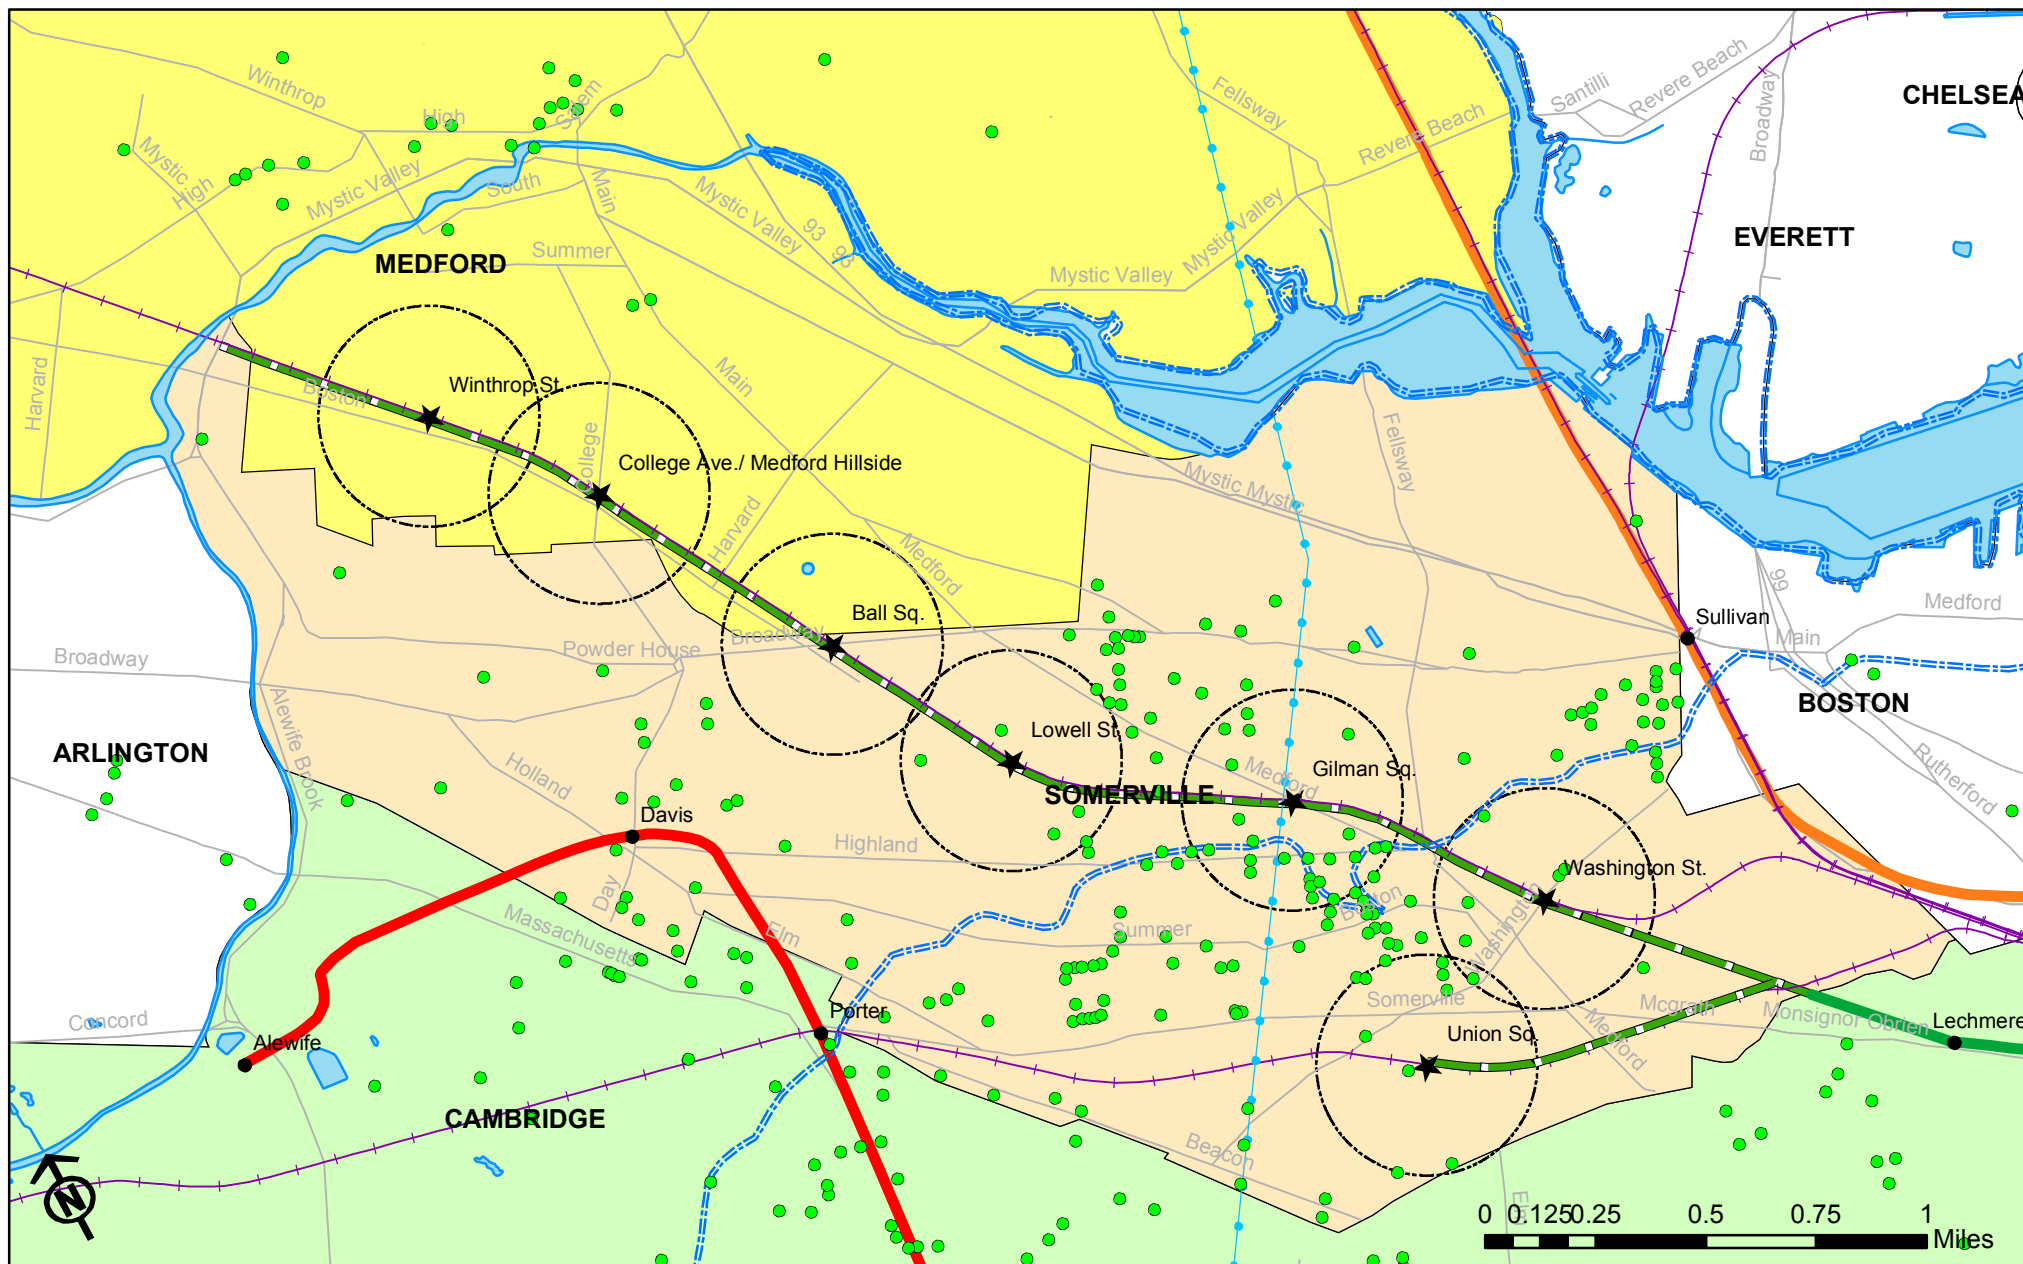 CHELSEA
Winthrop
High
Salem
Fellsway
Santilli
Revere Beach
Broadway
Revere Beach
Mystic
High
Mystic Valley
South
Main
Mystic Valley
93
93
Mystic Valley
Mystic Valley
EVERETT
MEDFORD
Summer
Harvard
Boston
Winthrop St.
Main
College
College Ave./ Medford Hillside
Fellsway
Mystic
Mystic
Harvard
Medford
99
Medford
Ball Sq.
Broadway
Powder House
Sullivan
Main
Broadway
BOSTON
Alewife Brook
ARLINGTON
Holland
Lowell St.
Medford
Gilman Sq.
Rutherford
SOMERVILLE
Davis
Highland
Washington St.
Day
Massachusetts
Elm
Summer
Boston
Washington
Somerville
Mcgrath
Monsignor Obrien
Concord
Alewife
Porter
Union Sq.
Medford
Lechmere
CAMBRIDGE
Beacon
Elm
N
0 0.125 0.25 0.5 0.75 1
Miles